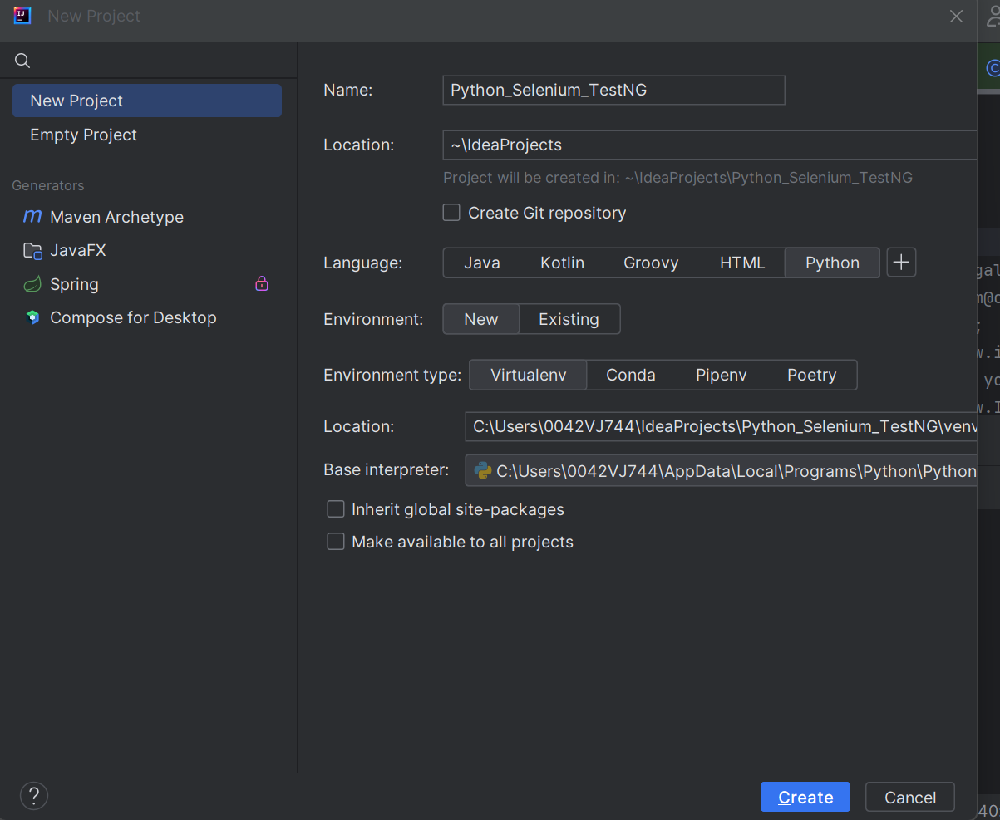 New Project
New Project
Empty Project
Generators
Maven Archetype
JavaFX
Spring
Compose for Desktop
Name: Python_Selenium_TestNG
Location: ~\IdeaProjects
Project will be created in: ~\IdeaProjects\Python_Selenium_TestNG
Create Git repository
Language: Java Kotlin Groovy HTML Python
Environment: New Existing
Environment type: Virtualenv Conda Pipenv Poetry
Location: C:\Users\0042VJ744\IdeaProjects\Python_Selenium_TestNG\venv
Base interpreter: C:\Users\0042VJ744\AppData\Local\Programs\Python\Python
Inherit global site-packages
Make available to all projects
? Create Cancel